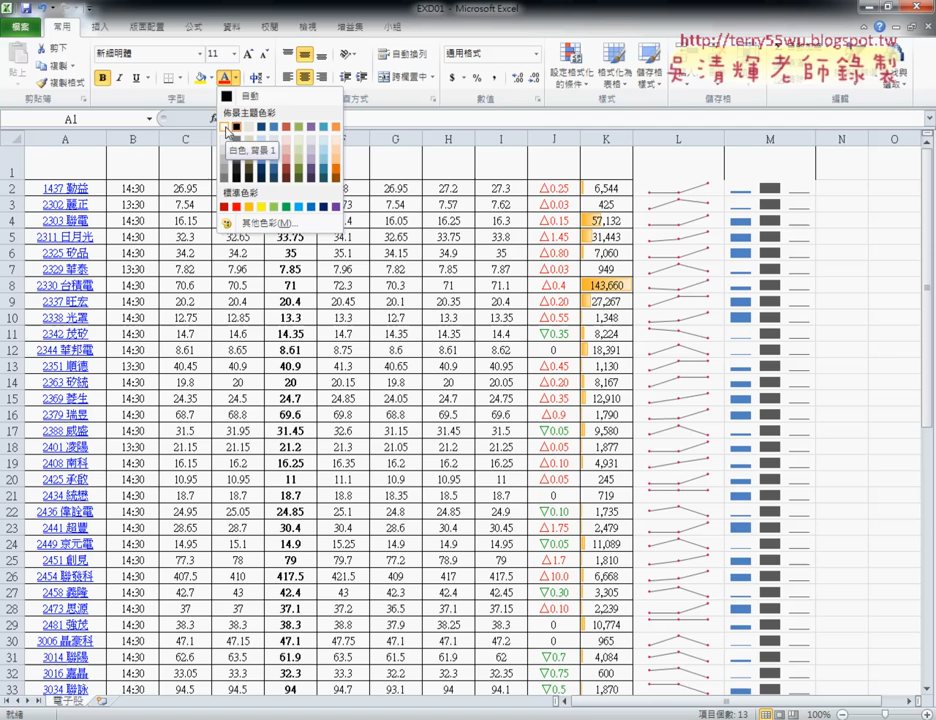 EXD01 - Microsoft Excel
檔案 常用 插入 版面配置 公式 資料 校閱 檢視 增益集 小組
http://terry55wu.blogspot.tw
吳清輝老師錄製
貼上 剪下 複製 複製格式 剪貼簿
新細明體 11 B I U 字型
自動換列 跨欄置中 對齊方式
通用格式 $ % , 數值
設定格式化的條件 格式化為表格 儲存格樣式
儲存格 編輯
自動
佈景主題色彩
白色, 背景 1
標準色彩
其他色彩(M)...
A1
A B C G H I J K L M N O
1
2 1437 勤益 14:30 26.95 26.95 27.2 27.3 △0.25 6,544
3 2302 麗正 13:30 7.54 7.54 7.57 7.62 △0.03 425
4 2303 聯電 14:30 16.15 16.05 16.25 16.3 △0.15 57,132
5 2311 日月光 14:30 32.3 32.65 33.75 34.1 32.65 33.75 33.8 △1.45 31,443
6 2325 矽品 14:30 34.2 34.2 35 35.1 34.15 34.9 35 △0.80 7,060
7 2329 華泰 14:30 7.82 7.96 7.85 7.96 7.82 7.85 7.87 △0.03 949
8 2330 台積電 14:30 70.6 70.5 71 72.3 70.3 71 71.1 △0.4 143,660
9 2337 旺宏 14:30 20.2 20.4 20.4 20.45 20.1 20.35 20.4 △0.20 27,267
10 2338 光罩 14:30 12.75 12.85 13.3 13.3 12.7 13.3 13.35 △0.55 1,348
11 2342 茂矽 14:30 14.7 14.6 14.35 14.7 14.35 14.35 14.4 ▽0.35 8,224
12 2344 華邦電 14:30 8.61 8.65 8.61 8.75 8.6 8.61 8.62 0 18,391
13 2351 順德 13:30 40.45 40.9 40.9 41.3 40.65 40.9 40.95 △0.45 1,130
14 2363 矽統 14:30 19.8 20 20 20.15 19.8 20 20.05 △0.20 8,167
15 2369 菱生 14:30 24.35 24.5 24.7 24.85 24.05 24.7 24.75 △0.35 12,910
16 2379 瑞昱 14:30 68.7 68.8 69.6 69.8 68.8 69.5 69.6 △0.9 1,790
17 2388 威盛 14:30 31.5 31.95 31.45 32.6 31.15 31.45 31.5 ▽0.05 9,580
18 2401 凌陽 13:30 21.15 21.15 21.2 21.3 21.05 21.2 21.25 △0.05 1,877
19 2408 南科 14:30 16.15 16.2 16.25 16.35 16.2 16.2 16.25 △0.10 4,931
20 2425 承啟 14:30 10.95 10.95 11 11.1 10.9 10.95 11 △0.05 245
21 2434 統懋 14:30 18.7 18.7 18.7 18.8 18.35 18.5 18.7 0 719
22 2436 偉詮電 14:30 24.95 25.05 24.85 25.1 24.8 24.85 24.9 ▽0.10 1,735
23 2441 超豐 14:30 28.65 28.7 30.4 30.4 28.6 30.4 30.45 △1.75 2,479
24 2449 京元電 14:30 14.95 15.1 14.9 15.25 14.9 14.9 14.95 ▽0.05 11,089
25 2451 創見 14:30 77.3 78 79 79.2 77.2 78.9 79 △1.7 1,810
26 2454 聯發科 14:30 407.5 410 417.5 421.5 409 417 417.5 △10.0 6,668
27 2458 義隆 14:30 42.7 43 42.4 43 42.3 42.4 42.45 ▽0.30 3,305
28 2473 思源 14:30 37 37 37.1 37.2 36.5 37.1 37.15 △0.10 2,239
29 2481 強茂 14:30 38.3 38.3 38.3 38.9 37.9 38.25 38.3 0 10,774
30 3006 晶豪科 14:30 47.1 47.15 47.1 47.75 47.1 47.1 47.2 0 965
31 3014 聯陽 14:30 62.6 63.5 61.9 63.5 61.5 61.9 62 ▽0.7 4,084
32 3016 嘉晶 14:30 33.05 33.3 32.3 33.3 32.2 32.3 32.35 ▽0.75 600
33 3034 聯詠 14:30 94.5 94.5 94 94.9 93.1 94 94.1 ▽0.5 1,870
電子股
就緒 項目個數: 13 100%